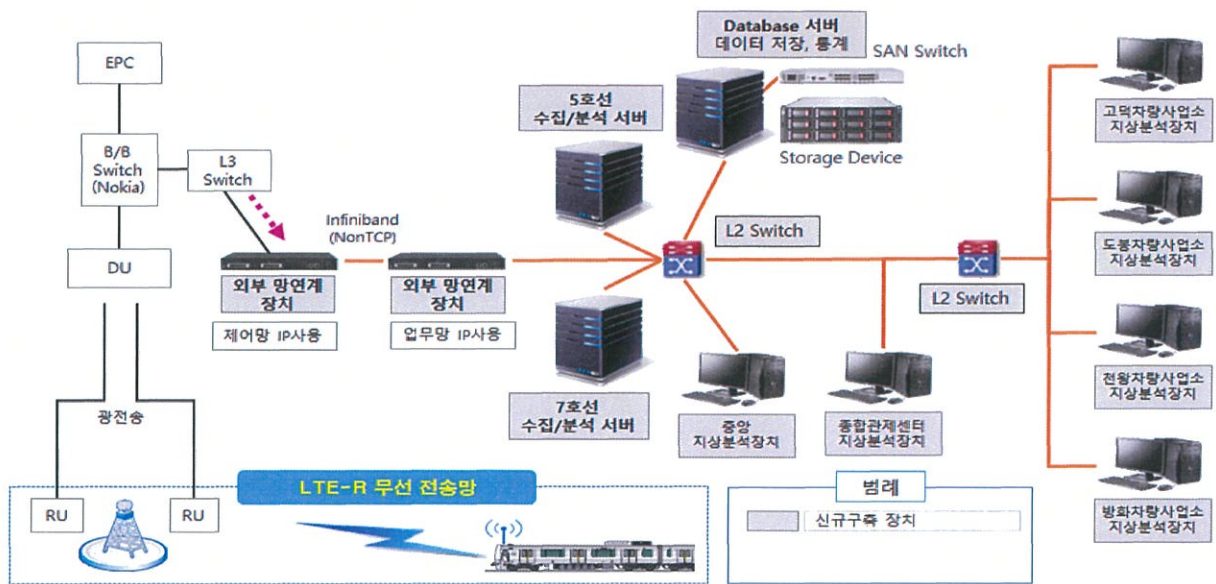 EPC
B/B
Switch
(Nokia)
L3
Switch
DU
광전송
RU
RU
Infiniband
(NonTCP)
외부 망연계
장치
제어망 IP사용
외부 망연계
장치
업무망 IP사용
5호선
수집/분석 서버
7호선
수집/분석 서버
Database 서버
데이터 저장, 통계
SAN Switch
Storage Device
L2 Switch
중앙
지상분석장치
종합관제센터
지상분석장치
L2 Switch
고덕차량사업소
지상분석장치
도봉차량사업소
지상분석장치
천왕차량사업소
지상분석장치
방화차량사업소
지상분석장치
LTE-R 무선 전송망
범례
신규구축 장치